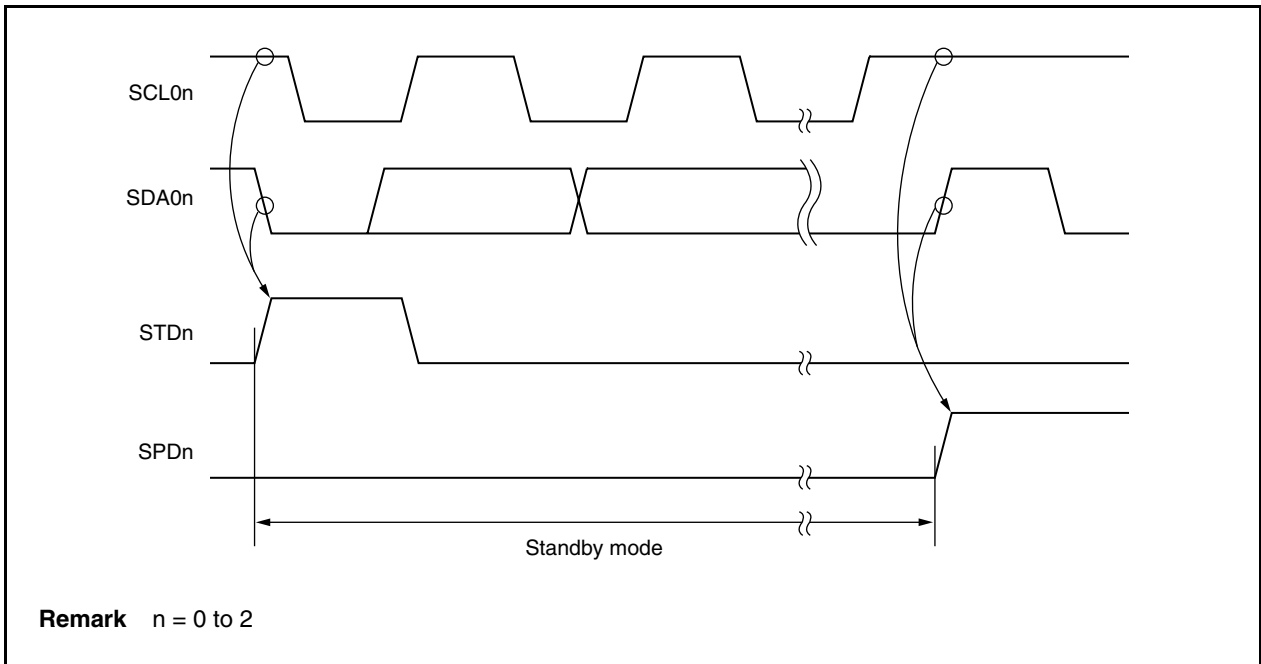 SCL0n
SDA0n
STDn
SPDn
Standby mode
Remark n = 0 to 2